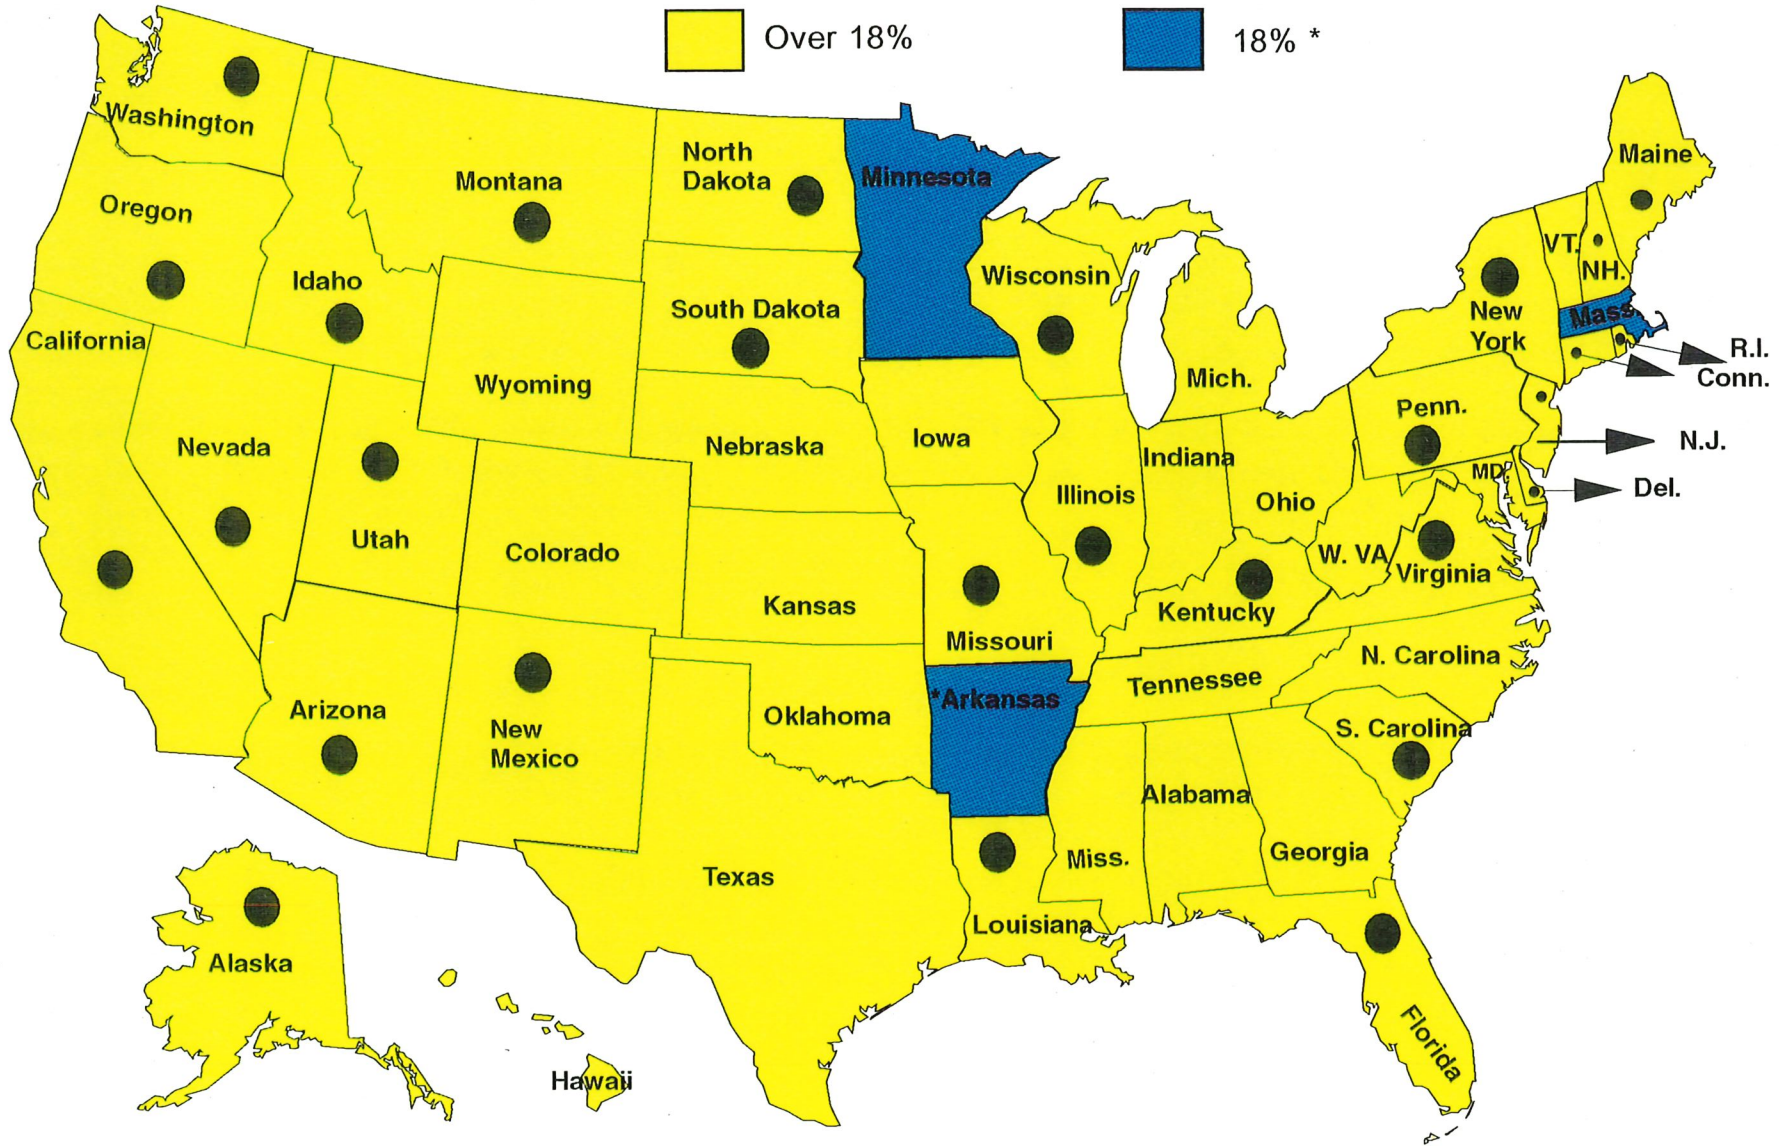 Over 18%
18% *
Washington
Oregon
California
Idaho
Nevada
Montana
Wyoming
Utah
Colorado
Arizona
New
Mexico
North
Dakota
South Dakota
Nebraska
Kansas
Oklahoma
Texas
Minnesota
Iowa
Missouri
*Arkansas
Louisiana
Wisconsin
Illinois
Mich.
Indiana
Ohio
Kentucky
Tennessee
Miss.
Alabama
Georgia
Florida
S. Carolina
N. Carolina
Virginia
W. VA
MD.
Penn.
New
York
VT.
NH.
Maine
Mass.
R.I.
Conn.
N.J.
Del.
Alaska
Hawaii